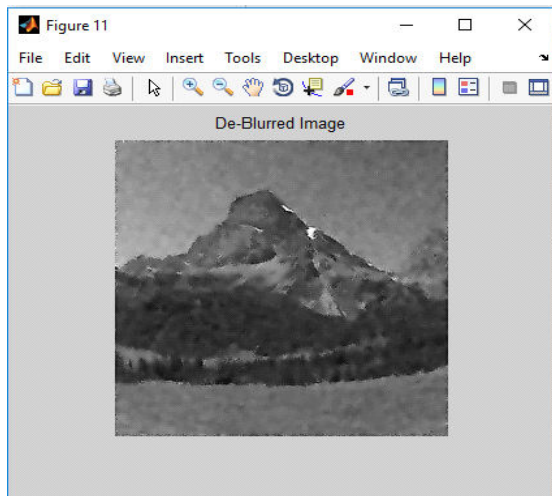 Figure 11
File Edit View Insert Tools Desktop Window Help
De-Blurred Image